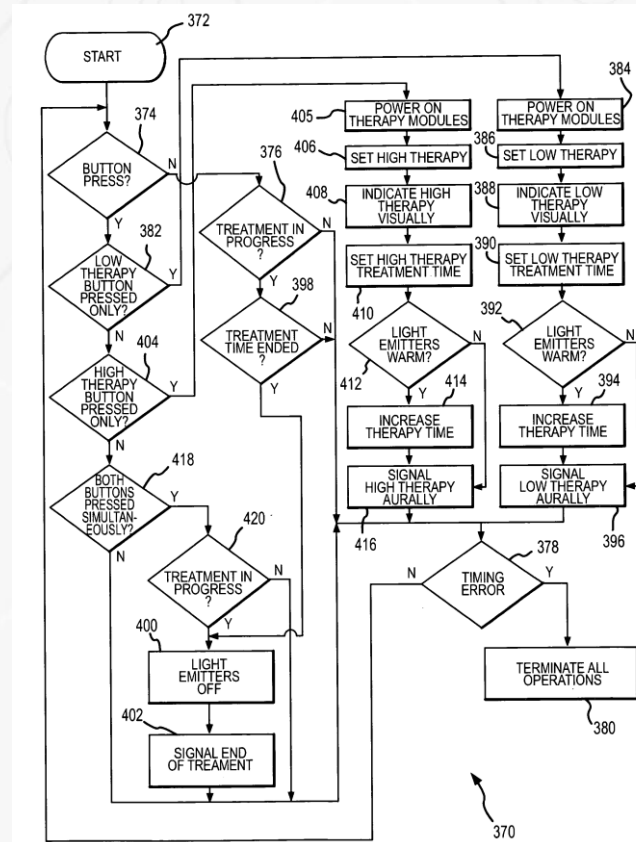 372
START
374
BUTTON
PRESS?
N
Y
382
LOW
THERAPY
BUTTON
PRESSED
ONLY?
Y
N
404
HIGH
THERAPY
BUTTON
PRESSED
ONLY?
Y
N
418
BOTH
BUTTONS
PRESSED
SIMULTAN-
EOUSLY?
Y
N
376
TREATMENT IN
PROGRESS
?
N
Y
398
TREATMENT
TIME ENDED
?
N
Y
420
TREATMENT IN
PROGRESS
?
N
Y
400
LIGHT
EMITTERS
OFF
402
SIGNAL END
OF TREAMENT
405
POWER ON
THERAPY MODULES
406
SET HIGH THERAPY
408
INDICATE HIGH
THERAPY
VISUALLY
SET HIGH THERAPY
TREATMENT TIME
410
LIGHT
EMITTERS
WARM?
N
412
Y
414
INCREASE
THERAPY TIME
SIGNAL
HIGH THERAPY
AURALLY
416
384
POWER ON
THERAPY MODULES
386
SET LOW THERAPY
388
INDICATE LOW
THERAPY
VISUALLY
390
SET LOW THERAPY
TREATMENT TIME
392
LIGHT
EMITTERS
WARM?
N
Y
394
INCREASE
THERAPY TIME
SIGNAL
LOW THERAPY
AURALLY
396
378
TIMING
ERROR
N
Y
TERMINATE ALL
OPERATIONS
380
370